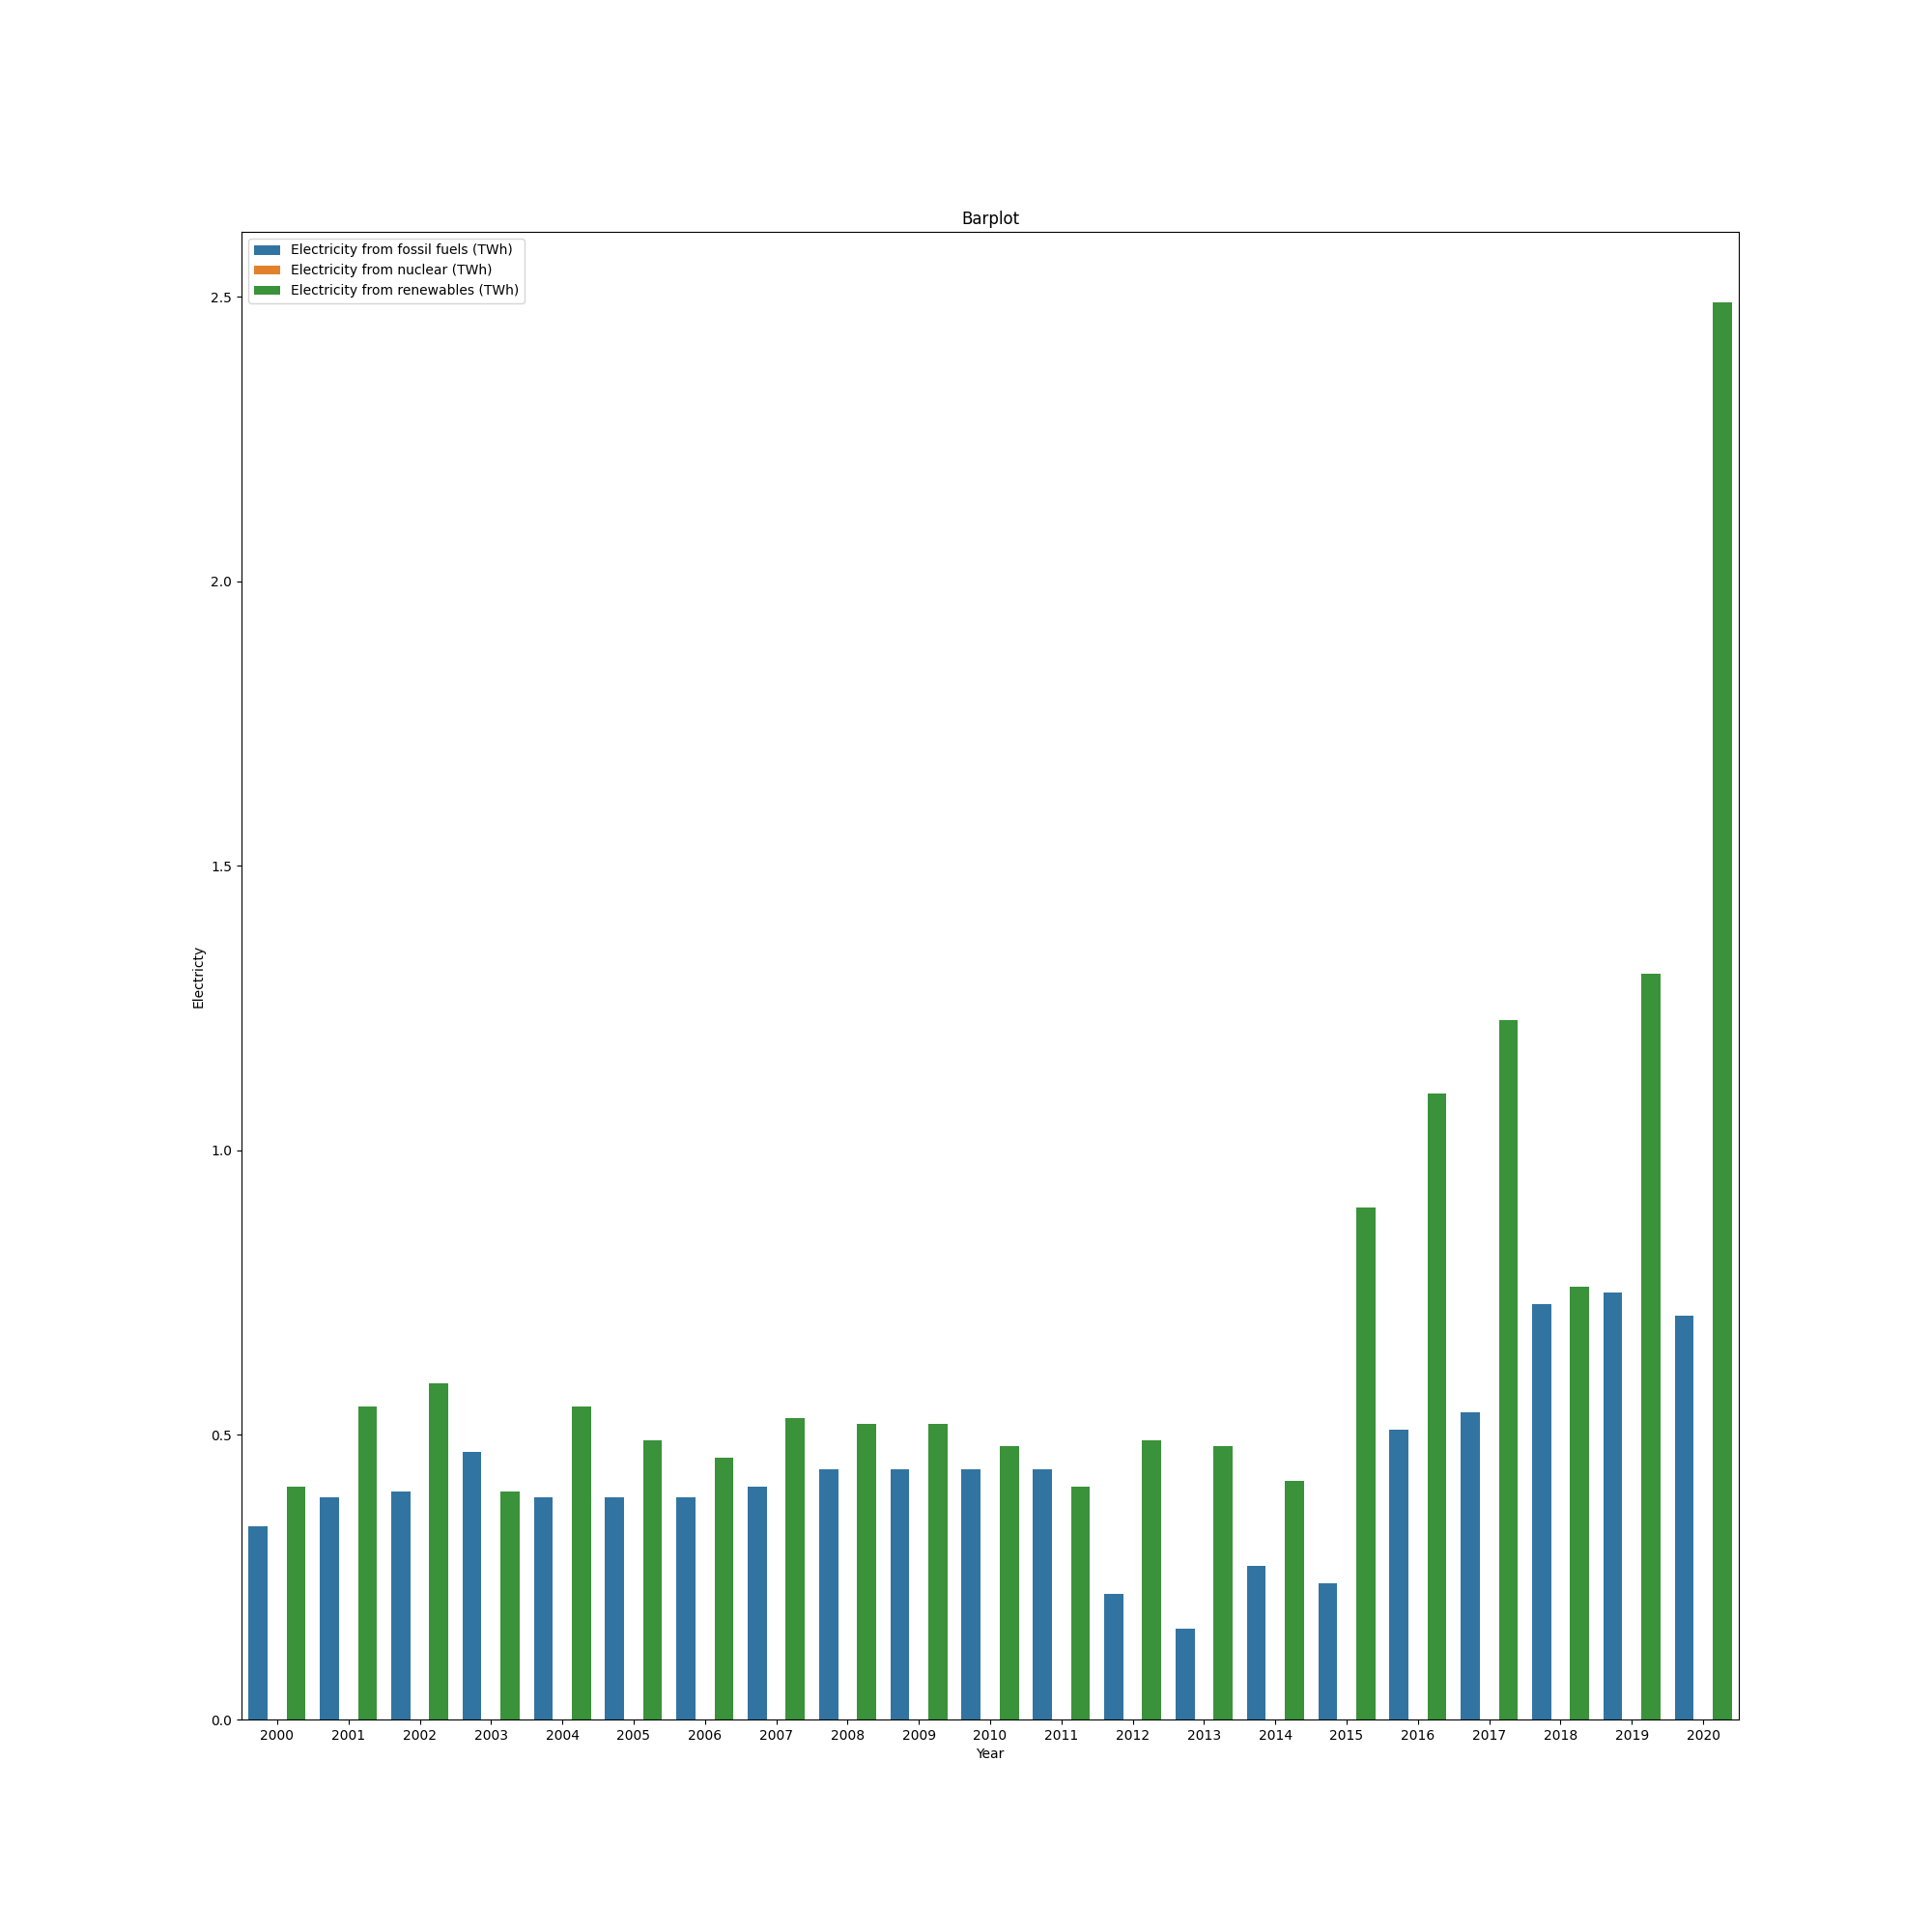 Barplot
Electricity from fossil fuels (TWh)
Electricity from nuclear (TWh)
Electricity from renewables (TWh)
2.5
2.0
1.5
1.0
0.5
0.0
Electricty
2000 2001 2002 2003 2004 2005 2006 2007 2008 2009 2010 2011 2012 2013 2014 2015 2016 2017 2018 2019 2020
Year